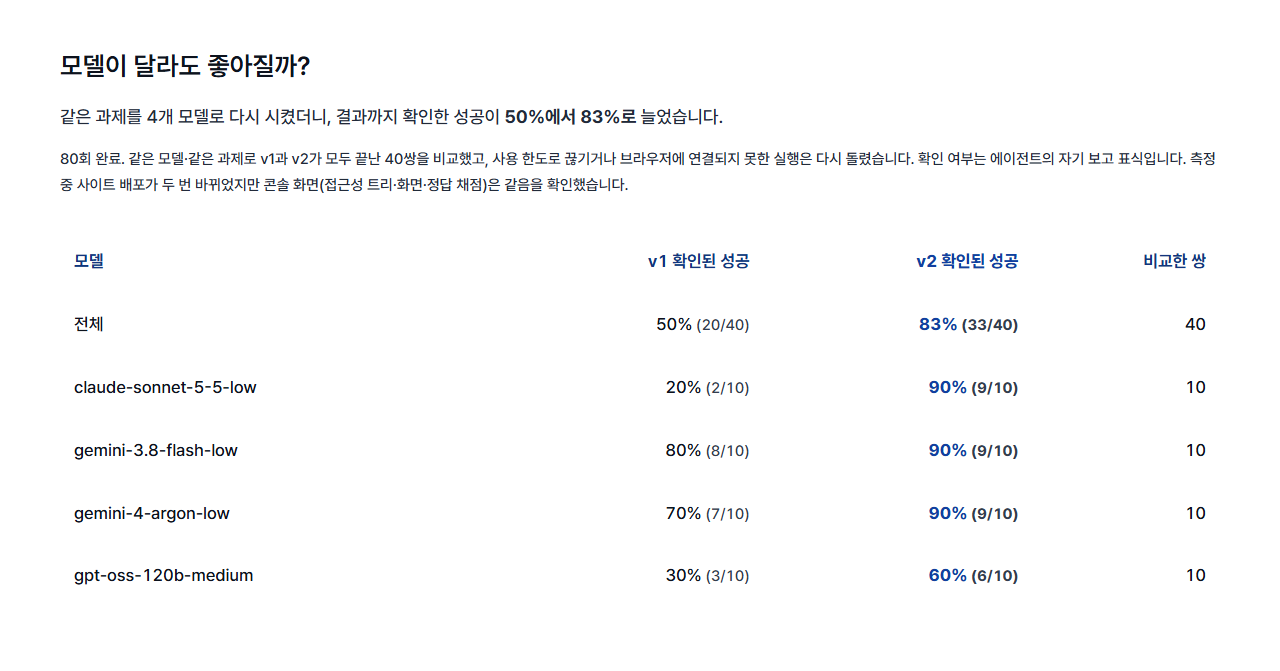 모델이 달라도 좋아질까?
같은 과제를 4개 모델로 다시 시켰더니, 결과까지 확인한 성공이 50%에서 83%로 늘었습니다.
80회 완료. 같은 모델·같은 과제로 v1과 v2가 모두 끝난 40쌍을 비교했고, 사용 한도로 끊기거나 브라우저에 연결되지 못한 실행은 다시 돌렸습니다. 확인 여부는 에이전트의 자기 보고 표식입니다. 측정
중 사이트 배포가 두 번 바뀌었지만 콘솔 화면(접근성 트리·화면·정답 채점)은 같음을 확인했습니다.
모델 v1 확인된 성공 v2 확인된 성공 비교한 쌍
전체 50% (20/40) 83% (33/40) 40
claude-sonnet-5-5-low 20% (2/10) 90% (9/10) 10
gemini-3.8-flash-low 80% (8/10) 90% (9/10) 10
gemini-4-argon-low 70% (7/10) 90% (9/10) 10
gpt-oss-120b-medium 30% (3/10) 60% (6/10) 10